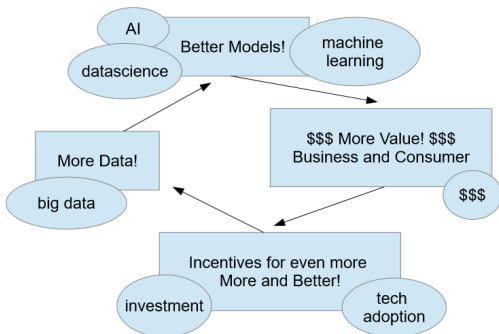 AI
Better Models!
datascience
machine
learning
$$$ More Value! $$$
Business and Consumer
$$$
More Data!
big data
Incentives for even more
More and Better!
investment
tech
adoption